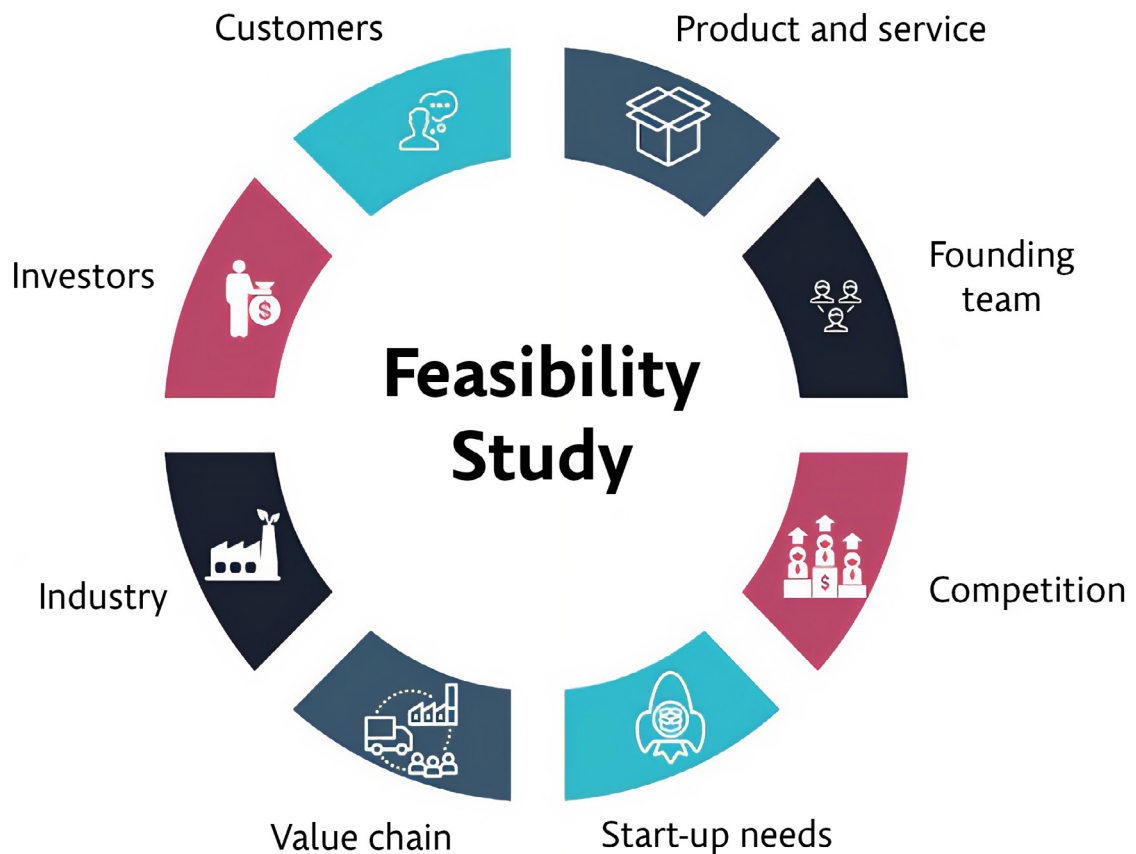 Customers
Product and service
Investors
Founding
team
Feasibility
Study
$
$
Industry
Competition
Value chain
Start-up needs